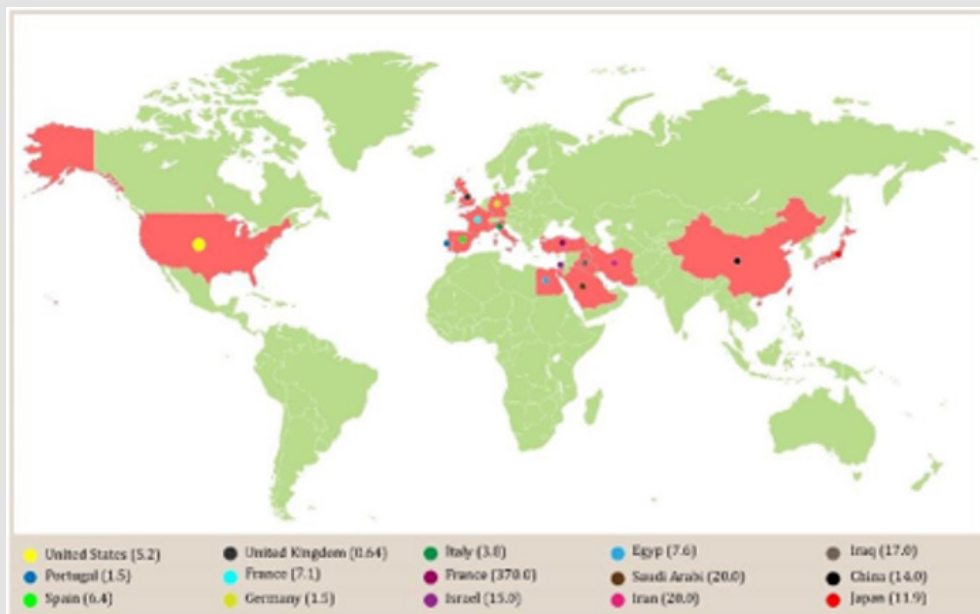 United States (5.2)
United Kingdom (0.64)
Italy (3.8)
Egyp (7.6)
Iraq (17.0)
Portugal (1.5)
France (7.1)
France (370.0)
Saudi Arabi (20.0)
China (14.0)
Spain (6.4)
Germany (1.5)
Israel (15.0)
Iran (20.0)
Japan (11.9)